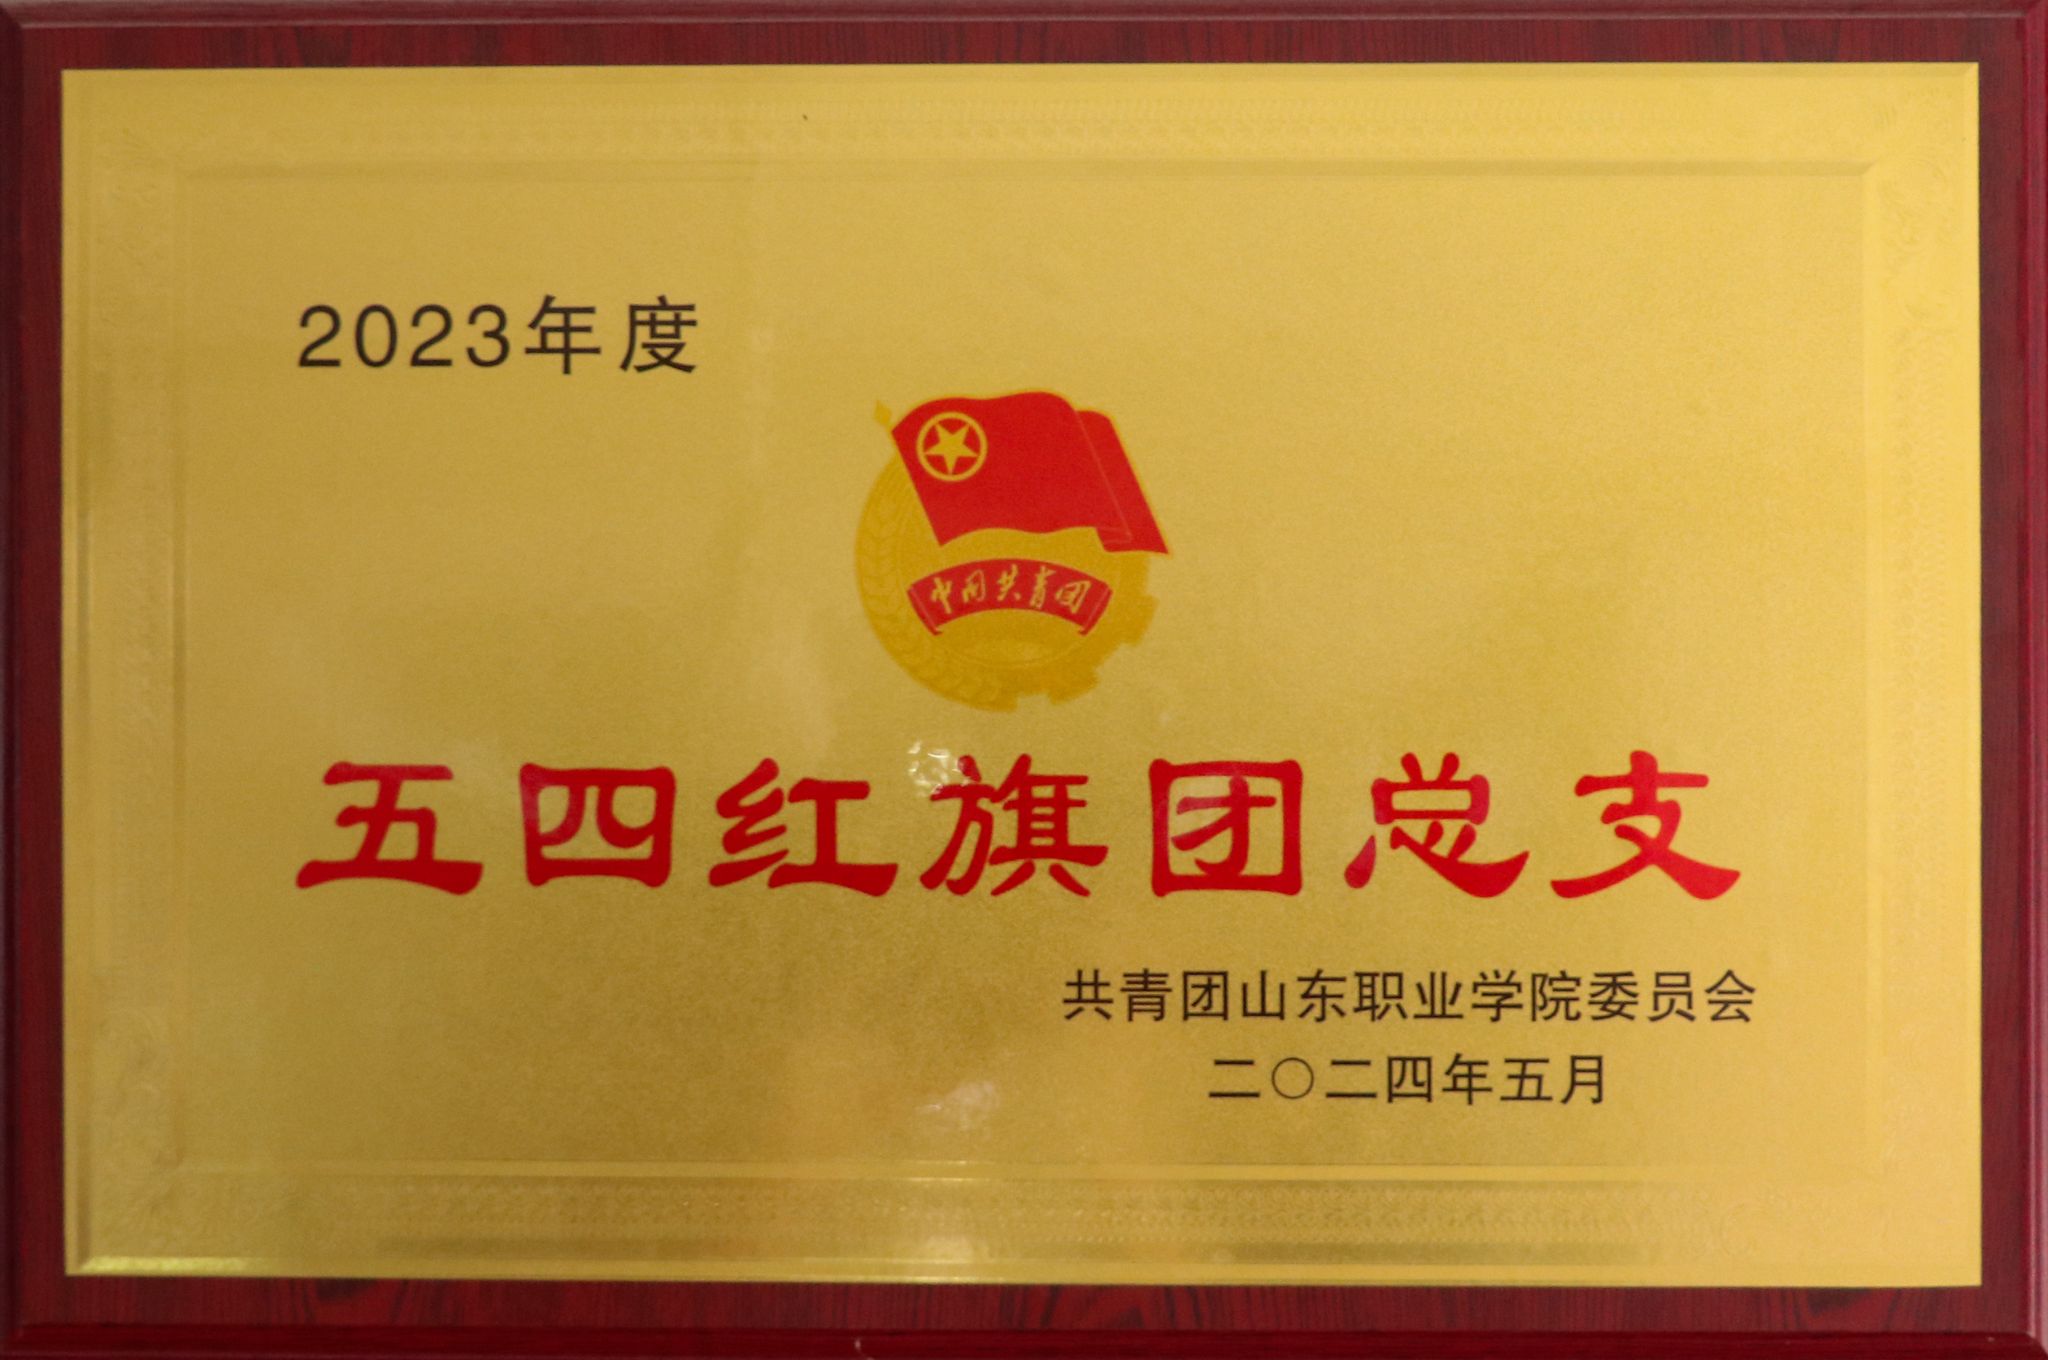 2023年度
中国共青团
五四红旗团总支
共青团山东职业学院委员会
二〇二四年五月